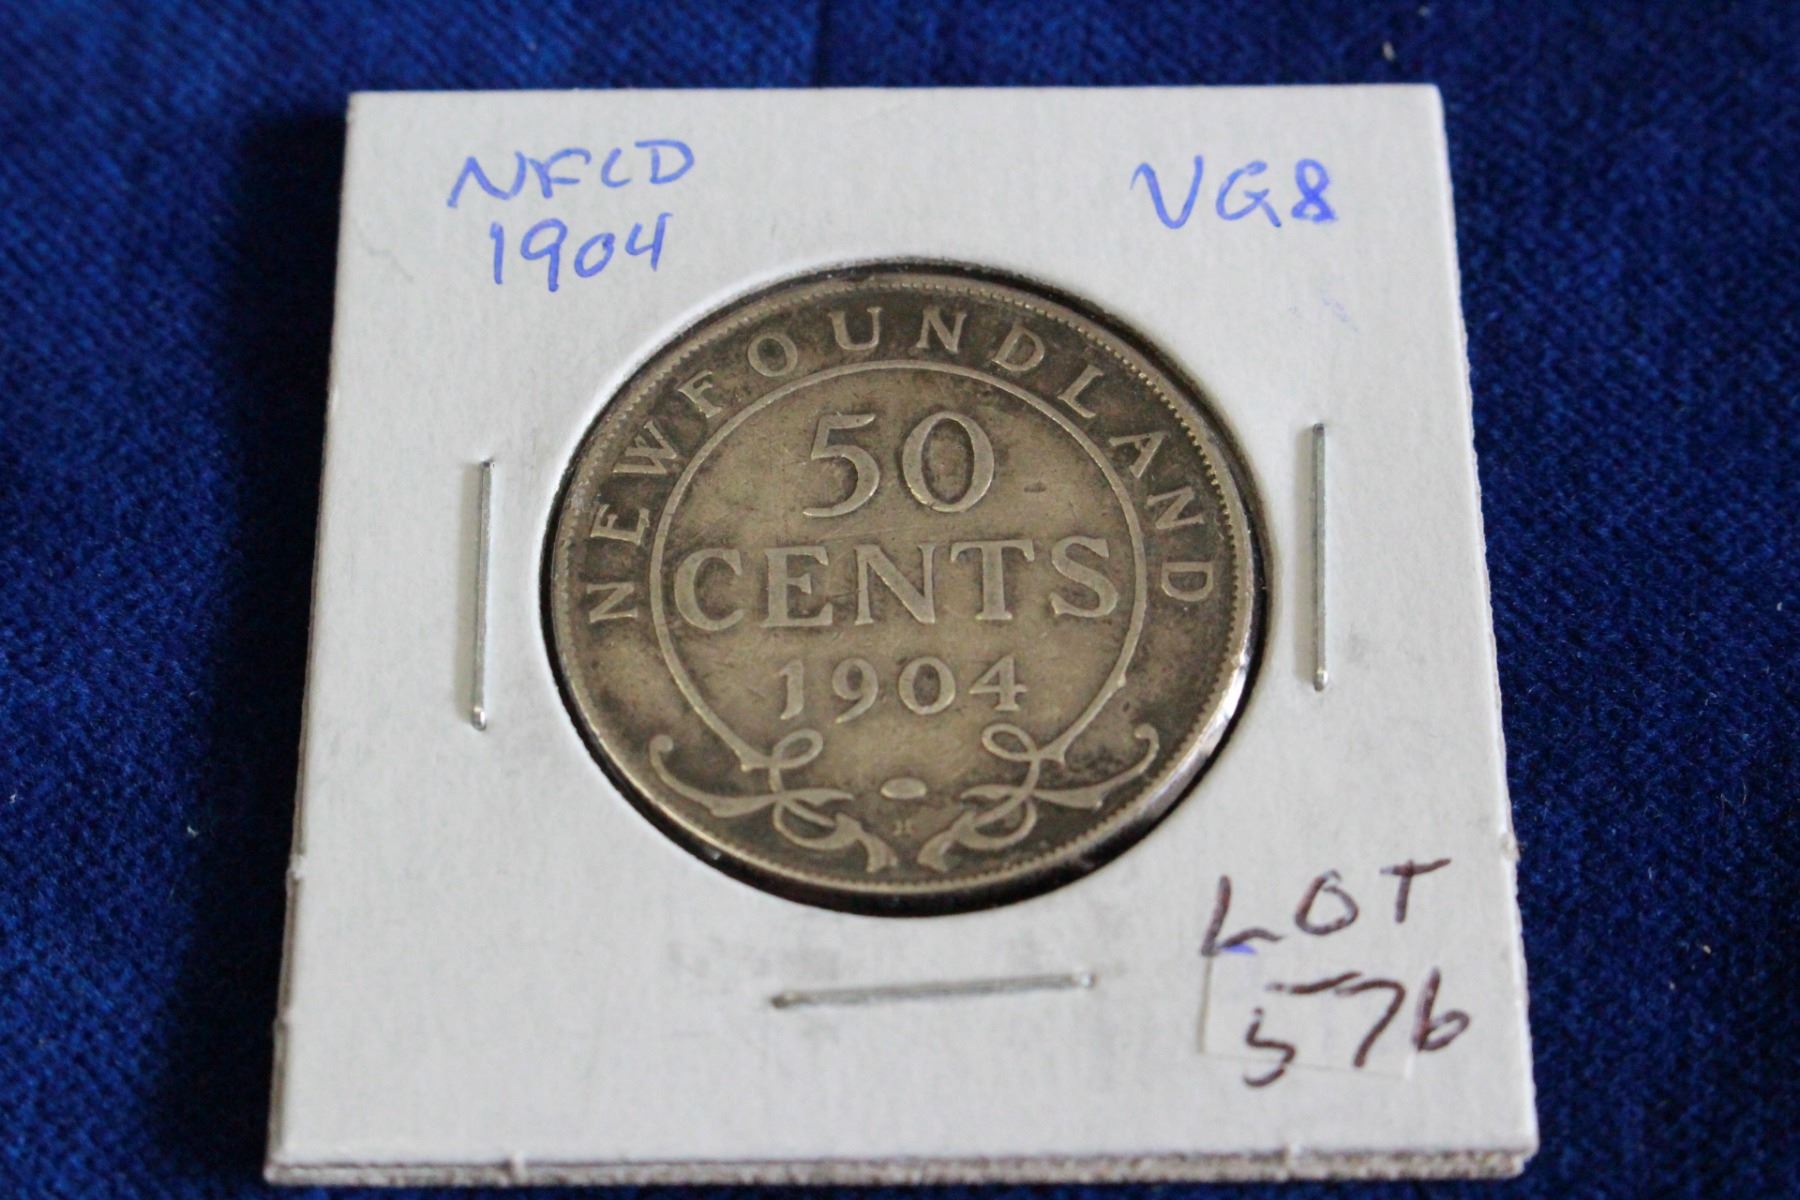 NFLD
1904
VG8
NEWFOUNDLAND
50
CENTS
1904
H
LOT
576